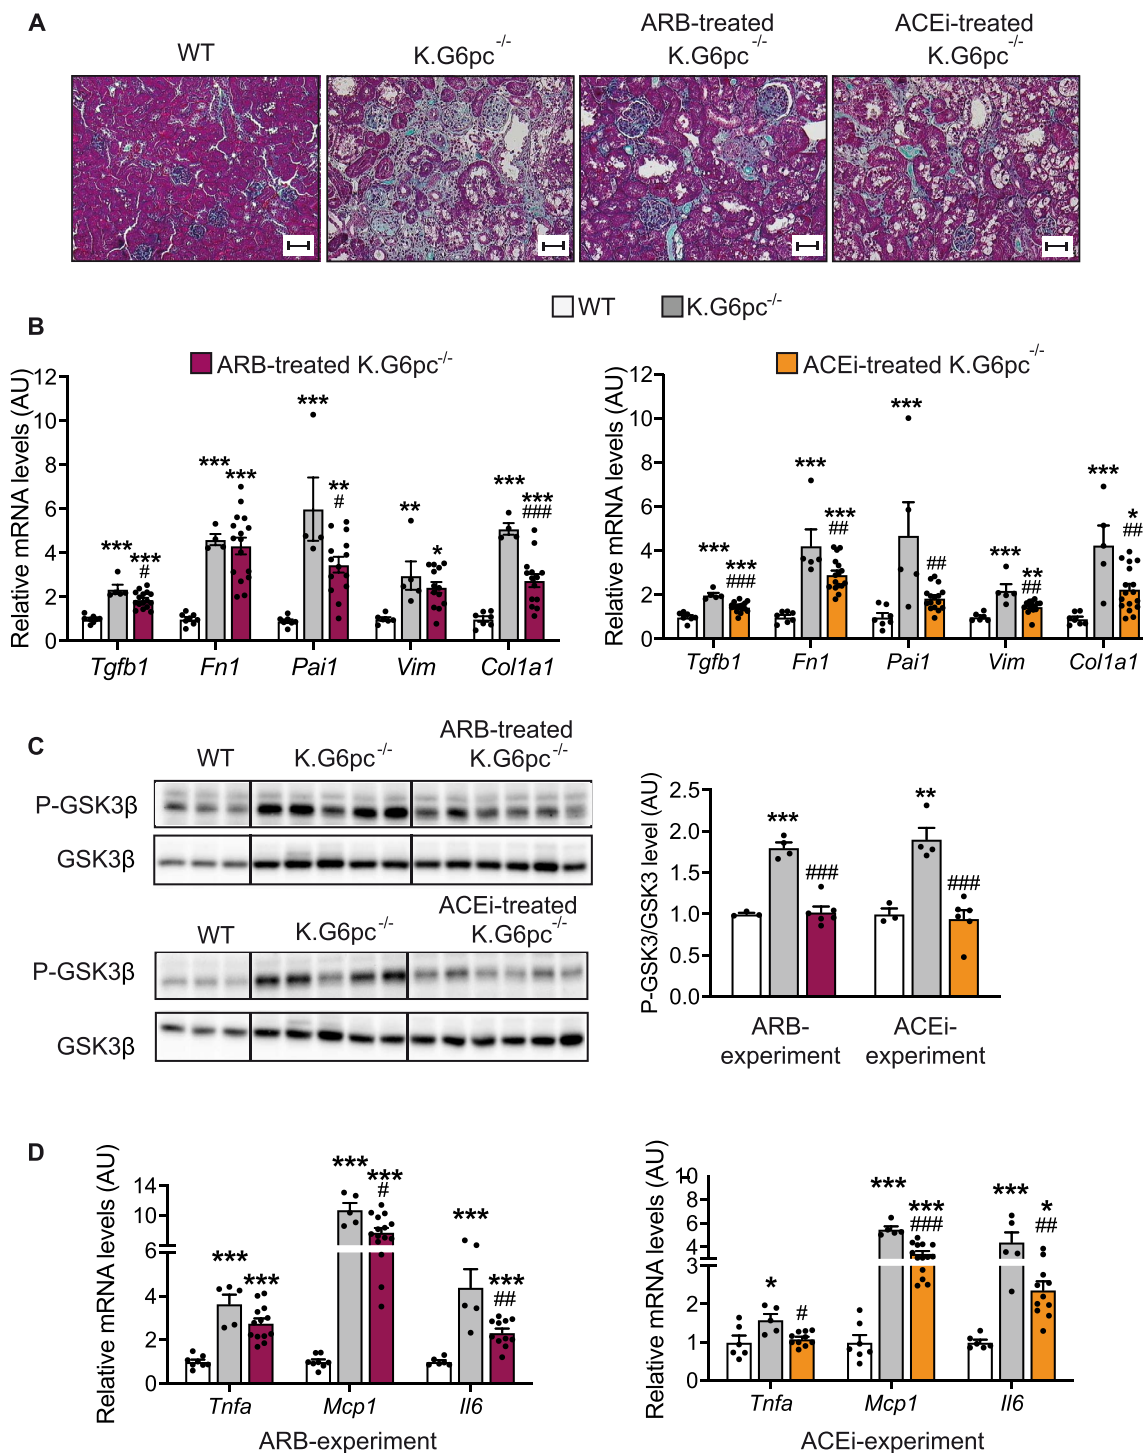 A
WT
K.G6pc-/-
ARB-treated
K.G6pc-/-
ACEi-treated
K.G6pc-/-
WT
K.G6pc-/-
B
ARB-treated K.G6pc-/-
Relative mRNA levels (AU)
12
10
8
6
4
2
0
***
***
#
***
***
***
**
#
**
*
***
***
###
Tgfb1
Fn1
Pai1
Vim
Col1a1
ACEi-treated K.G6pc-/-
Relative mRNA levels (AU)
12
10
8
6
4
2
0
***
***
###
***
***
##
***
##
***
**
##
***
*
##
Tgfb1
Fn1
Pai1
Vim
Col1a1
C
WT
K.G6pc-/-
ARB-treated
K.G6pc-/-
P-GSK3β
GSK3β
WT
K.G6pc-/-
ACEi-treated
K.G6pc-/-
P-GSK3β
GSK3β
P-GSK3/GSK3 level (AU)
2.5
2.0
1.5
1.0
0.5
0.0
***
###
**
###
ARB-
experiment
ACEi-
experiment
D
Relative mRNA levels (AU)
14
10
6
4
2
0
***
***
***
***
#
***
***
##
Tnfa
Mcp1
Il6
ARB-experiment
Relative mRNA levels (AU)
10
8
6
4
3
2
1
0
*
#
***
***
###
***
*
##
Tnfa
Mcp1
Il6
ACEi-experiment